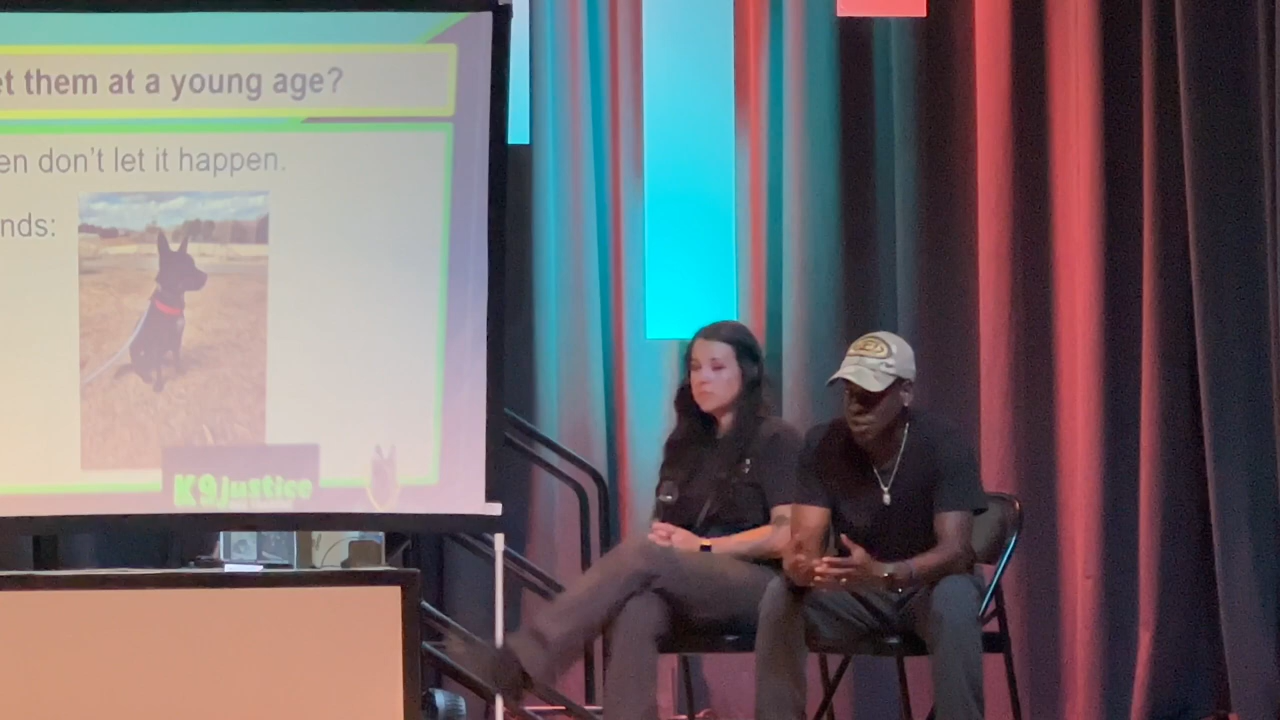 et them at a young age?
en don't let it happen.
nds:
K9Justice